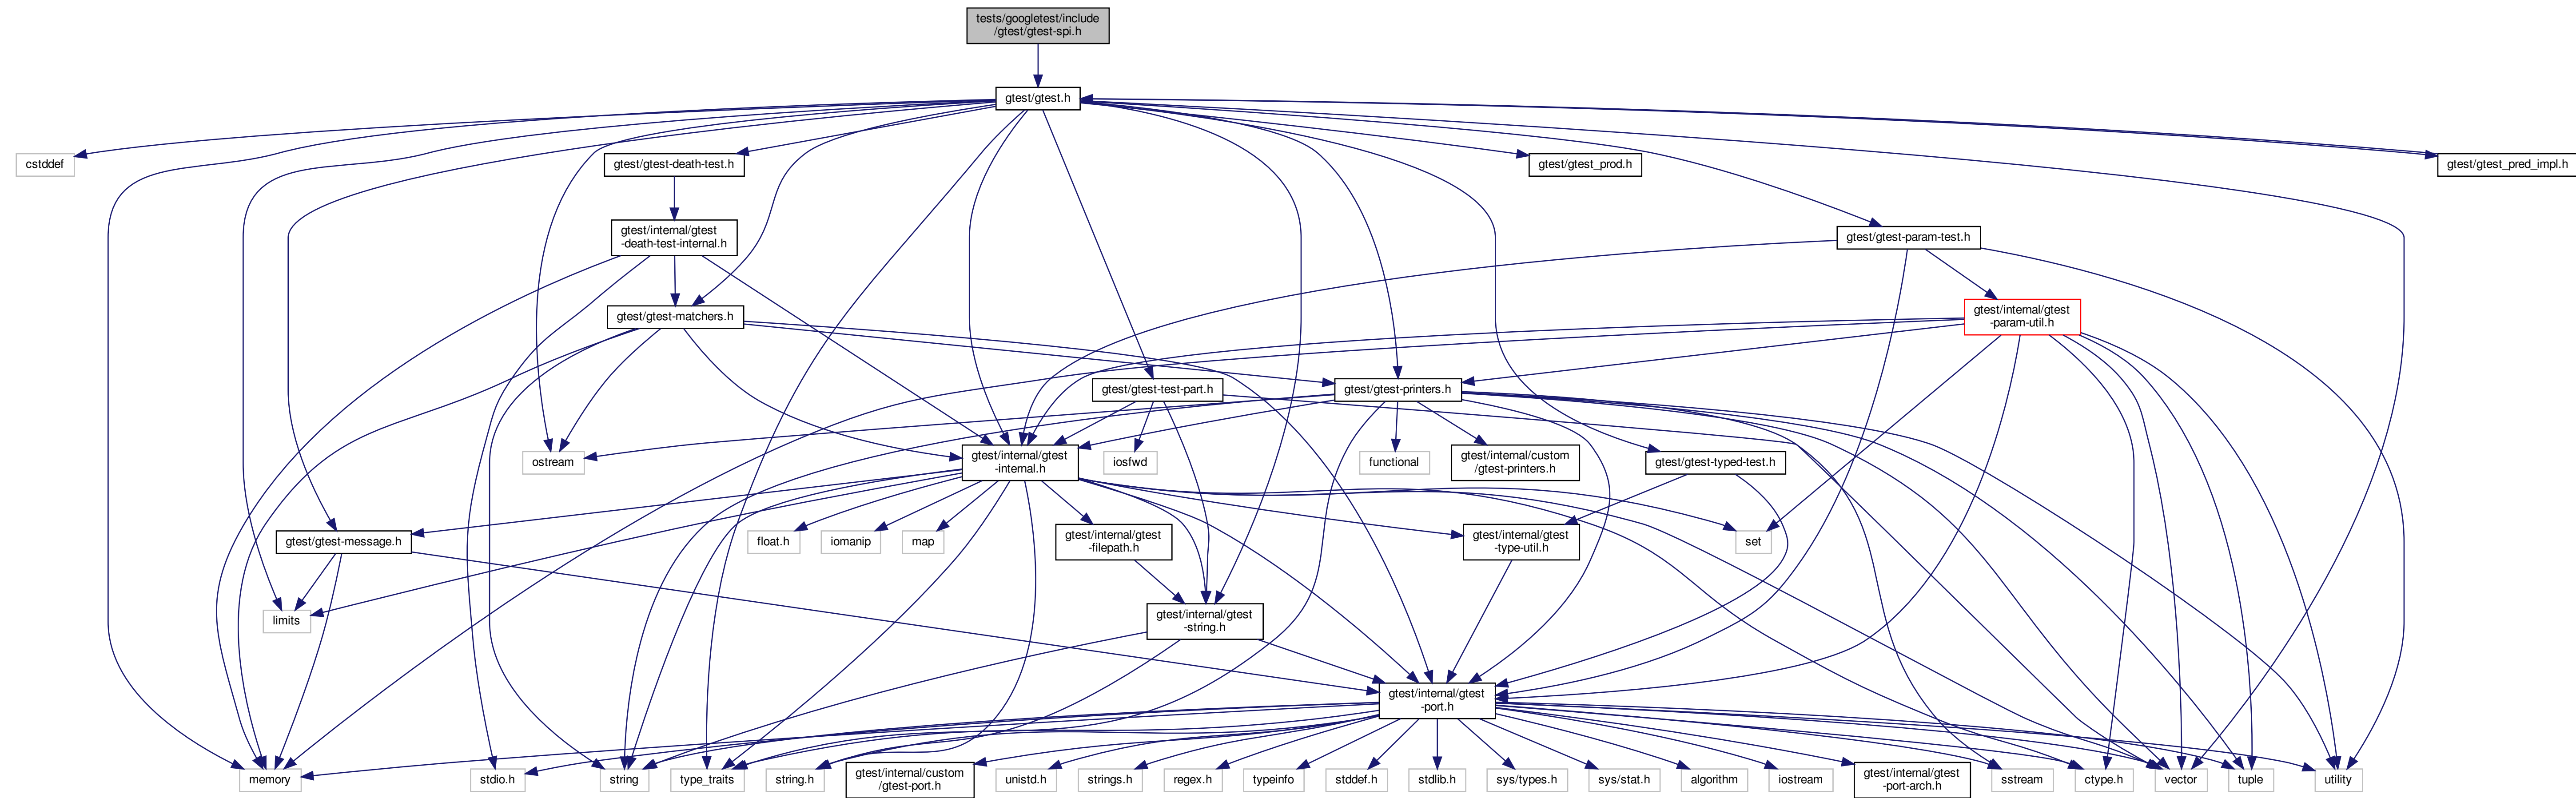 tests/googletest/include
/gtest/gtest-spi.h
gtest/gtest.h
cstddef
gtest/gtest-death-test.h
gtest/gtest_prod.h
gtest/gtest_pred_impl.h
gtest/internal/gtest
-death-test-internal.h
gtest/gtest-param-test.h
gtest/gtest-matchers.h
gtest/internal/gtest
-param-util.h
gtest/gtest-test-part.h
gtest/gtest-printers.h
ostream
gtest/internal/gtest
-internal.h
iosfwd
functional
gtest/internal/custom
/gtest-printers.h
gtest/gtest-typed-test.h
gtest/gtest-message.h
float.h
iomanip
map
gtest/internal/gtest
-filepath.h
gtest/internal/gtest
-type-util.h
set
limits
gtest/internal/gtest
-string.h
gtest/internal/gtest
-port.h
memory
stdio.h
string
type_traits
string.h
gtest/internal/custom
/gtest-port.h
unistd.h
strings.h
regex.h
typeinfo
stddef.h
stdlib.h
sys/types.h
sys/stat.h
algorithm
iostream
gtest/internal/gtest
-port-arch.h
sstream
ctype.h
vector
tuple
utility